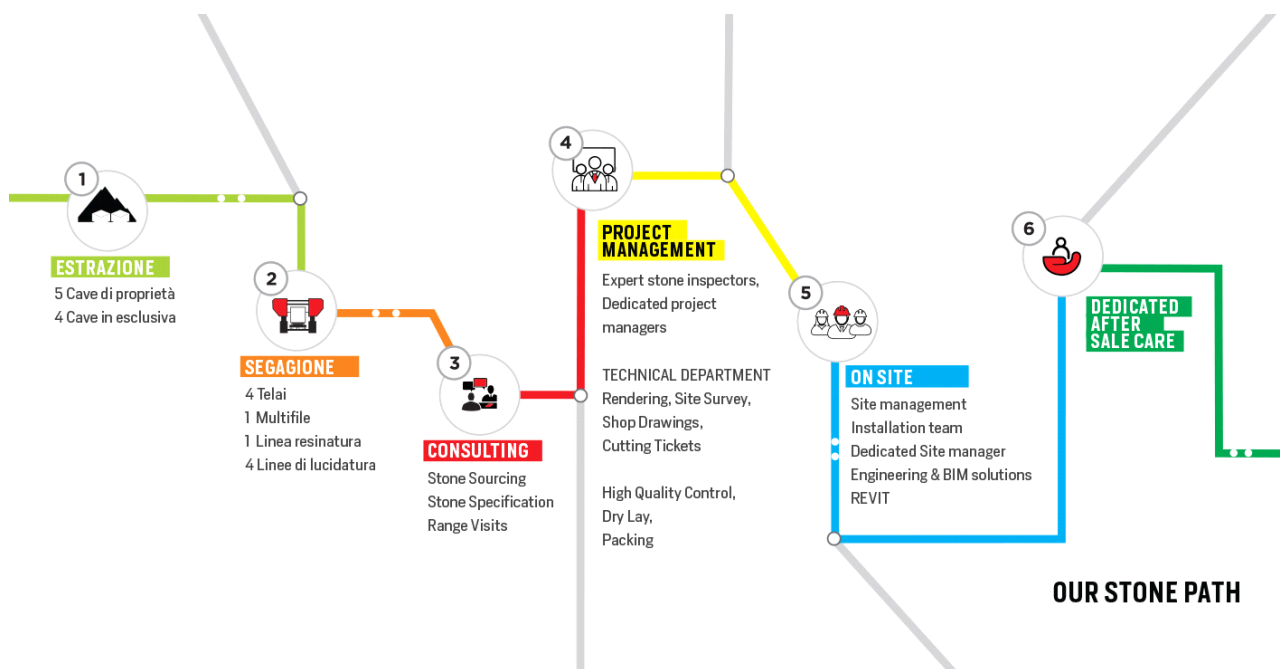 1
ESTRAZIONE
5 Cave di proprietà
4 Cave in esclusiva
2
SEGAGIONE
4 Telai
1 Multifile
1 Linea resinatura
4 Linee di lucidatura
3
CONSULTING
Stone Sourcing
Stone Specification
Range Visits
4
PROJECT
MANAGEMENT
Expert stone inspectors,
Dedicated project
managers
TECHNICAL DEPARTMENT
Rendering, Site Survey,
Shop Drawings,
Cutting Tickets
High Quality Control,
Dry Lay,
Packing
5
ON SITE
Site management
Installation team
Dedicated Site manager
Engineering & BIM solutions
REVIT
6
DEDICATED
AFTER
SALE CARE
OUR STONE PATH